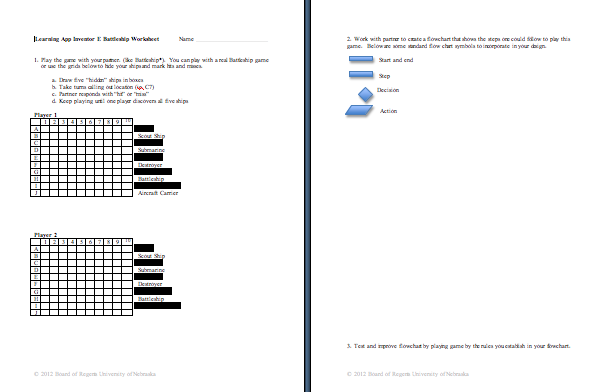 Learning App Inventor E Battleship Worksheet Name
1. Play the game with your partner. (like Battleship*). You can play with a real Battleship game
or use the grids below to hide your ships and mark hits and misses.
a. Draw five "hiddin" ships in boxes
b. Take turns calling out location C7)
c. Partner responds with "hit" or "miss"
d. Keep playing until one player discovers all five ships
Player 1
1 2 3 4 5 6 7 8 9 10
A
B Scout Ship
C
D Submarine
E
F Destroyer
G
H Battleship
I
J Aircraft Carrier
Player 2
1 2 3 4 5 6 7 8 9 10
A
B Scout Ship
C
D Submarine
E
F Destroyer
G
H Battleship
I
J
© 2012 Board of Regents University of Nebraska
2. Work with partner to create a flowchart that shows the steps one could follow to play this
game. Below are some standard flow chart symbols to incorporate in your design.
Start and end
Step
Decision
Action
3. Test and improve flowchart by playing game by the rules you establish in your flowchart.
© 2012 Board of Regents University of Nebraska